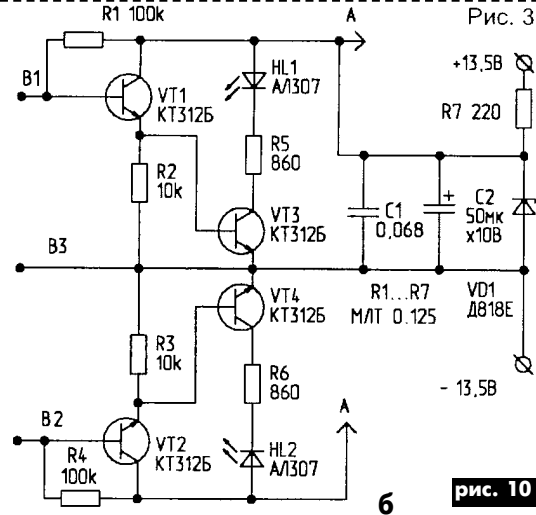 R1 100k
A
Рис. 3
B1
VT1
КТ312Б
HL1
АЛ307
+13,5В
R7 220
R2
10k
R5
860
VT3
КТ312Б
C1
0,068
+
C2
50мк
х10В
B3
VT4
КТ312Б
R1...R7
МЛТ 0.125
VD1
Д818Е
R3
10k
R6
860
A
- 13,5В
B2
R4
100k
VT2
КТ312Б
HL2
АЛ307
б
рис. 10